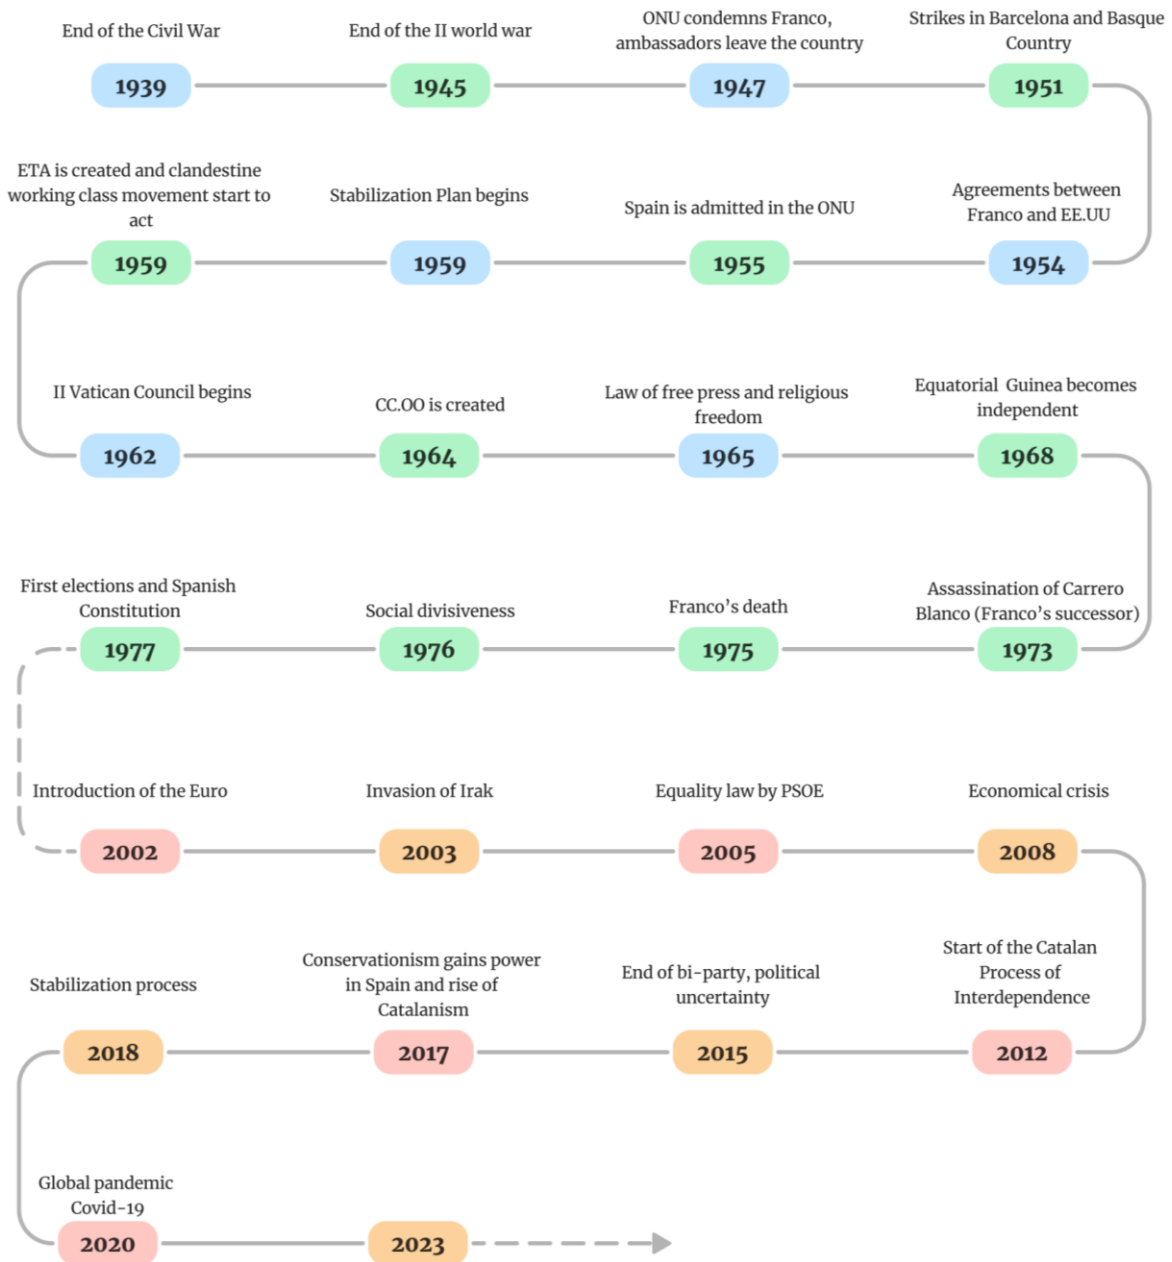 End of the Civil War
1939
End of the II world war
1945
ONU condemns Franco,
ambassadors leave the country
1947
Strikes in Barcelona and Basque
Country
1951
Agreements between
Franco and EE.UU
1954
Spain is admitted in the ONU
1955
Stabilization Plan begins
1959
ETA is created and clandestine
working class movement start to
act
1959
II Vatican Council begins
1962
CC.OO is created
1964
Law of free press and religious
freedom
1965
Equatorial Guinea becomes
independent
1968
Assassination of Carrero
Blanco (Franco's successor)
1973
Franco's death
1975
Social divisiveness
1976
First elections and Spanish
Constitution
1977
Introduction of the Euro
2002
Invasion of Irak
2003
Equality law by PSOE
2005
Economical crisis
2008
Start of the Catalan
Process of
Interdependence
2012
End of bi-party, political
uncertainty
2015
Conservationism gains power
in Spain and rise of
Catalanism
2017
Stabilization process
2018
Global pandemic
Covid-19
2020
2023